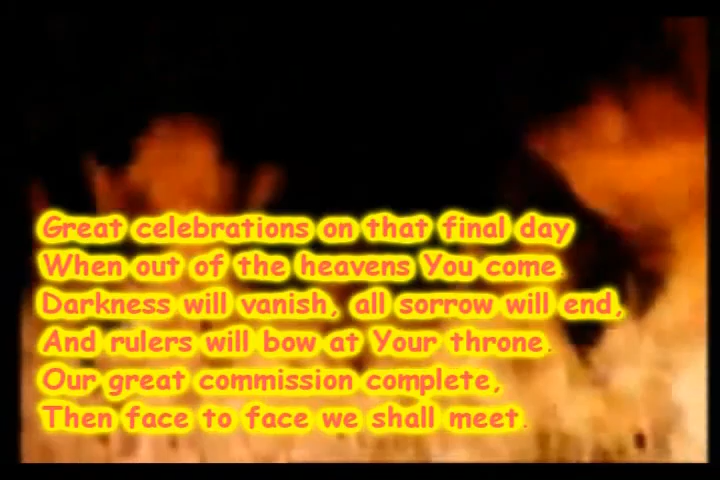 Great celebrations on that final day
When out of the heavens You come.
Darkness will vanish, all sorrow will end,
And rulers will bow at Your throne.
Our great commission complete,
Then face to face we shall meet.